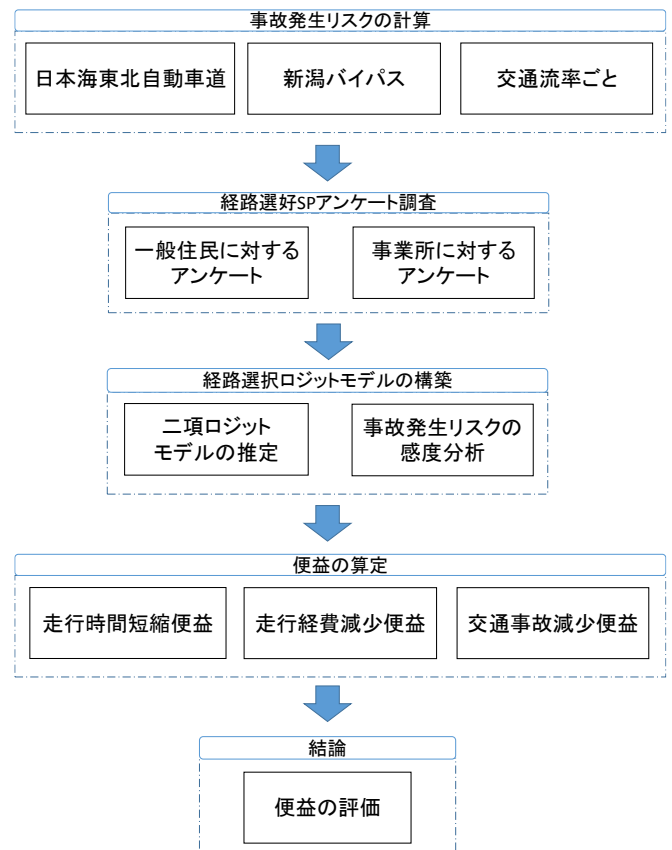 事故発生リスクの計算
日本海東北自動車道
新潟バイパス
交通流率ごと
経路選好SPアンケート調査
一般住民に対する
アンケート
事業所に対する
アンケート
経路選択ロジットモデルの構築
二項ロジット
モデルの推定
事故発生リスクの
感度分析
便益の算定
走行時間短縮便益
走行経費減少便益
交通事故減少便益
結論
便益の評価